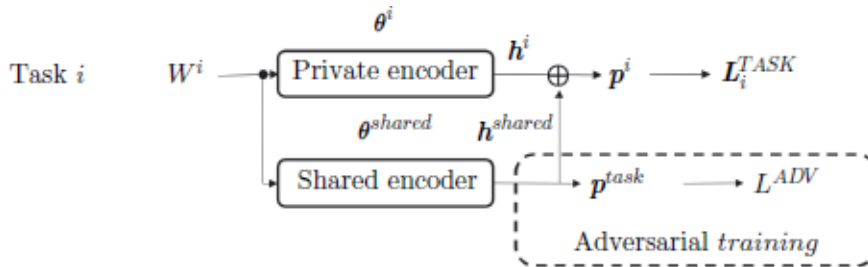 θ^i
Task i W^i Private encoder h^i ⊕ p^i L_i^{TASK}
θ^{shared} h^{shared}
Shared encoder p^{task} L^{ADV}
Adversarial training